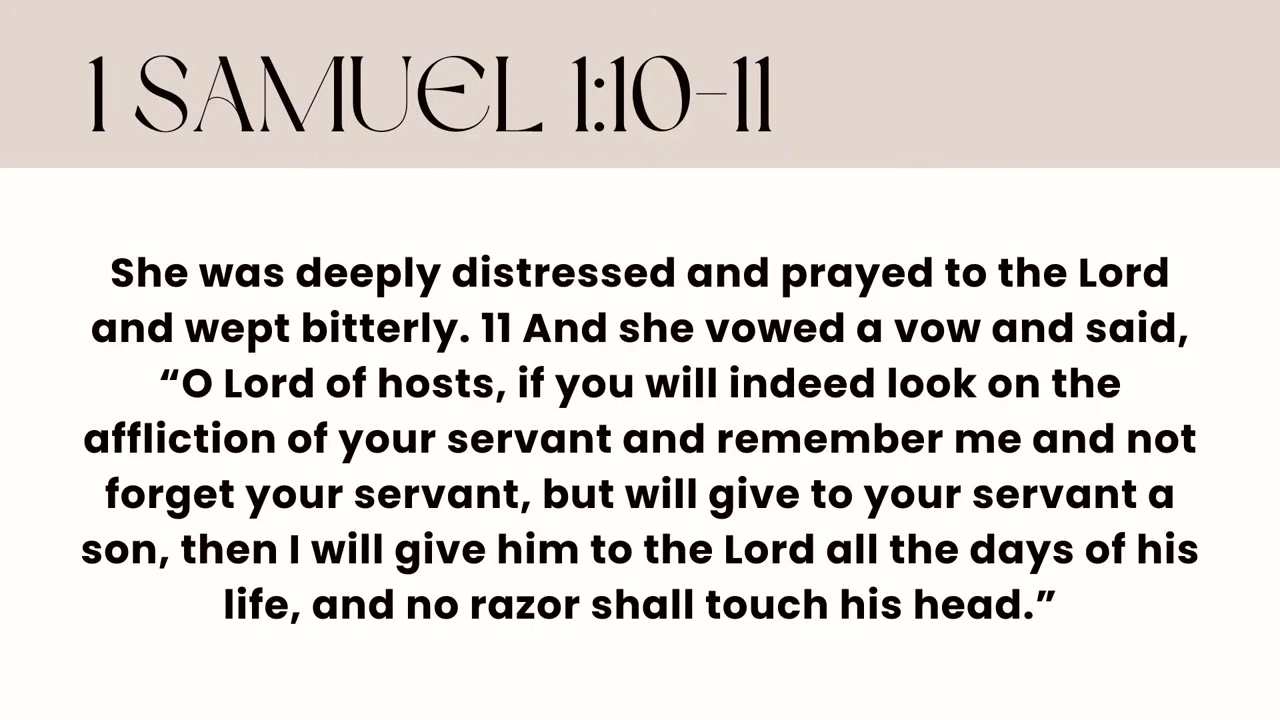 1 SAMUEL 1:10-11
She was deeply distressed and prayed to the Lord
and wept bitterly. 11 And she vowed a vow and said,
“O Lord of hosts, if you will indeed look on the
affliction of your servant and remember me and not
forget your servant, but will give to your servant a
son, then I will give him to the Lord all the days of his
life, and no razor shall touch his head.”